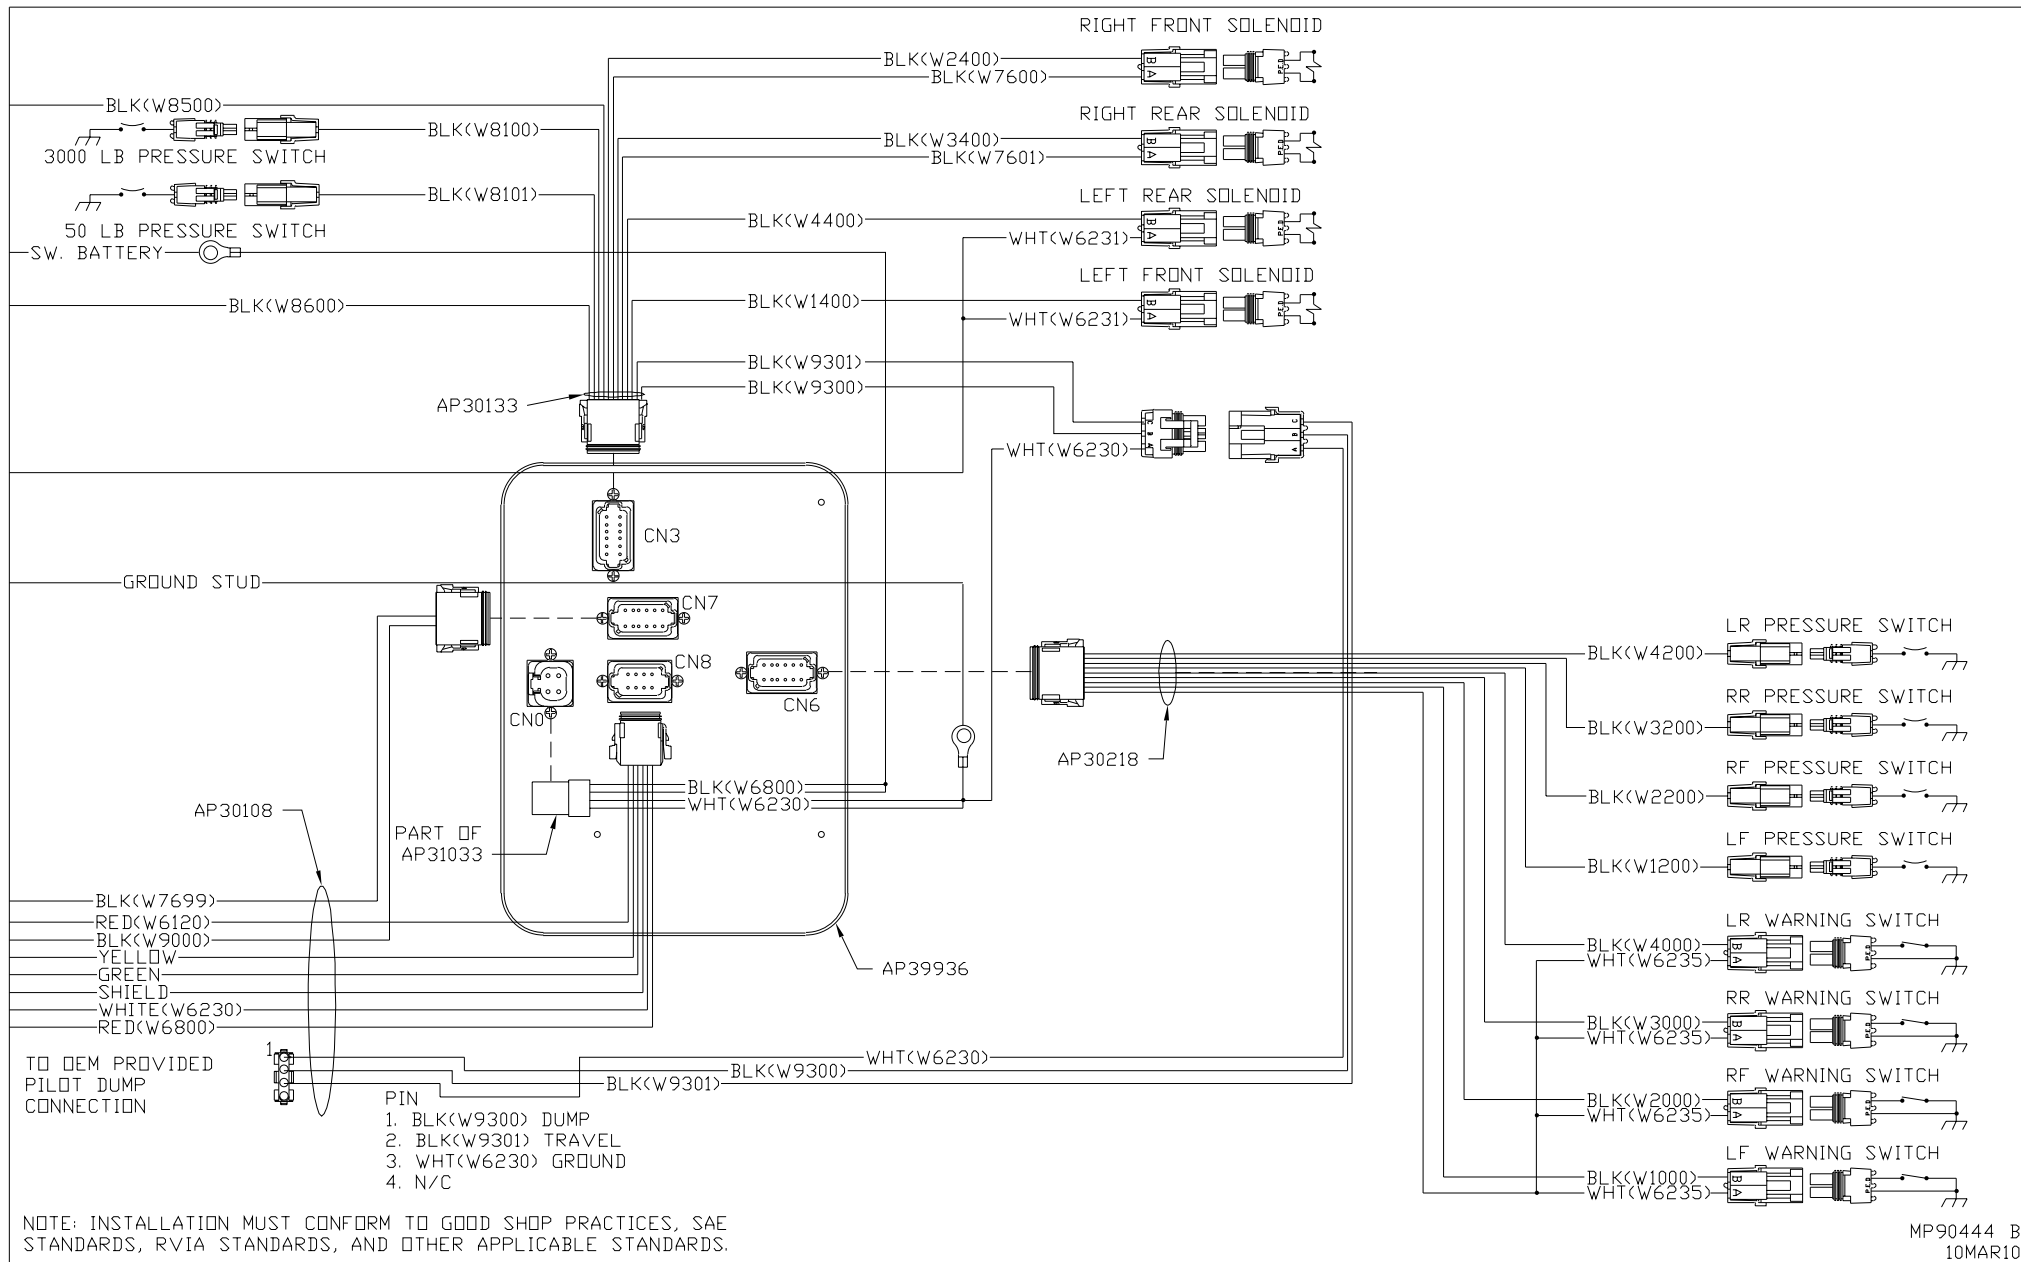 RIGHT FRONT SOLENOID
BLK(W2400)
BLK(W7600)
B
A
PED
BLK(W8500)
BLK(W8100)
3000 LB PRESSURE SWITCH
RIGHT REAR SOLENOID
BLK(W3400)
BLK(W7601)
B
A
PED
BLK(W8101)
50 LB PRESSURE SWITCH
LEFT REAR SOLENOID
BLK(W4400)
WHT(W6231)
B
A
PED
SW. BATTERY
LEFT FRONT SOLENOID
BLK(W8600)
BLK(W1400)
WHT(W6231)
B
A
PED
BLK(W9301)
BLK(W9300)
AP30133
WHT(W6230)
C
B
A
C
B
A
CN3
GROUND STUD
CN7
CN8
CN0
CN6
AP30218
BLK(W6800)
WHT(W6230)
AP30108
PART OF
AP31033
AP39936
LR PRESSURE SWITCH
BLK(W4200)
RR PRESSURE SWITCH
BLK(W3200)
RF PRESSURE SWITCH
BLK(W2200)
LF PRESSURE SWITCH
BLK(W1200)
LR WARNING SWITCH
BLK(W4000)
WHT(W6235)
B
A
PED
RR WARNING SWITCH
BLK(W3000)
WHT(W6235)
B
A
PED
RF WARNING SWITCH
BLK(W2000)
WHT(W6235)
B
A
PED
LF WARNING SWITCH
BLK(W1000)
WHT(W6235)
B
A
PED
BLK(W7699)
RED(W6120)
BLK(W9000)
YELLOW
GREEN
SHIELD
WHITE(W6230)
RED(W6800)
1
TO OEM PROVIDED
PILOT DUMP
CONNECTION
WHT(W6230)
BLK(W9300)
BLK(W9301)
PIN
1. BLK(W9300) DUMP
2. BLK(W9301) TRAVEL
3. WHT(W6230) GROUND
4. N/C
NOTE: INSTALLATION MUST CONFORM TO GOOD SHOP PRACTICES, SAE
STANDARDS, RVIA STANDARDS, AND OTHER APPLICABLE STANDARDS.
MP90444 B
10MAR10